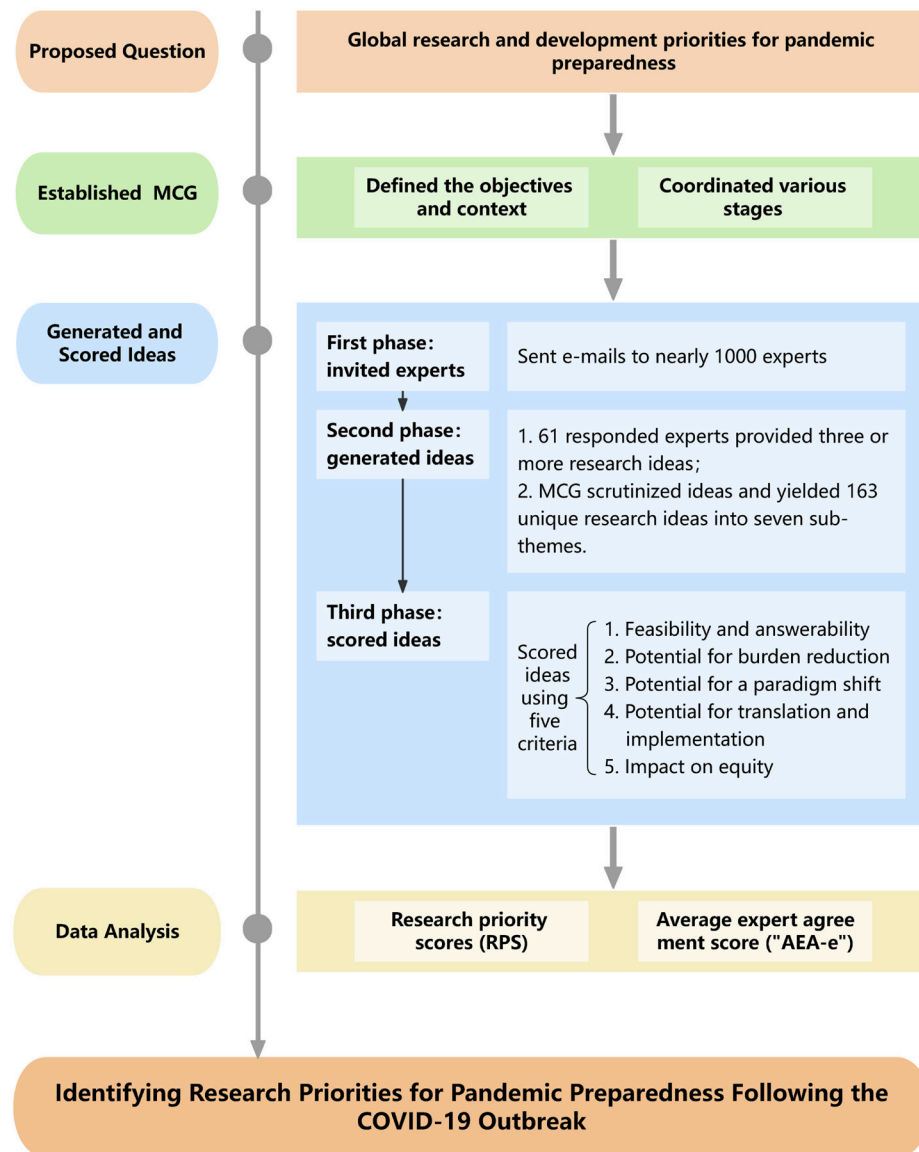 Proposed Question
Global research and development priorities for pandemic
preparedness
Established MCG
Defined the objectives
and context
Coordinated various
stages
Generated and
Scored Ideas
First phase:
invited experts
Sent e-mails to nearly 1000 experts
Second phase:
generated ideas
1. 61 responded experts provided three or
more research ideas;
2. MCG scrutinized ideas and yielded 163
unique research ideas into seven sub-
themes.
Third phase:
scored ideas
Scored
ideas
using
five
criteria
1. Feasibility and answerability
2. Potential for burden reduction
3. Potential for a paradigm shift
4. Potential for translation and
implementation
5. Impact on equity
Data Analysis
Research priority
scores (RPS)
Average expert agree
ment score ("AEA-e")
Identifying Research Priorities for Pandemic Preparedness Following the
COVID-19 Outbreak